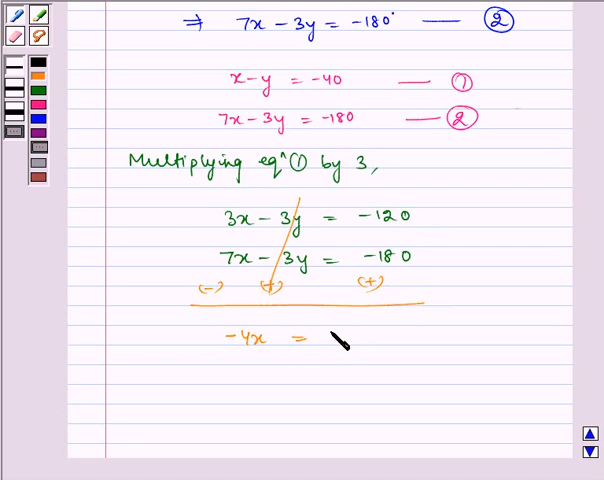 ⇒ 7x - 3y = -180° —— ②
x - y = -40 —— ①
7x - 3y = -180 —— ②
Multiplying eqⁿ ① by 3,
3x - 3y = -120
7x - 3y = -180
(-) (+) (+)
-4x =